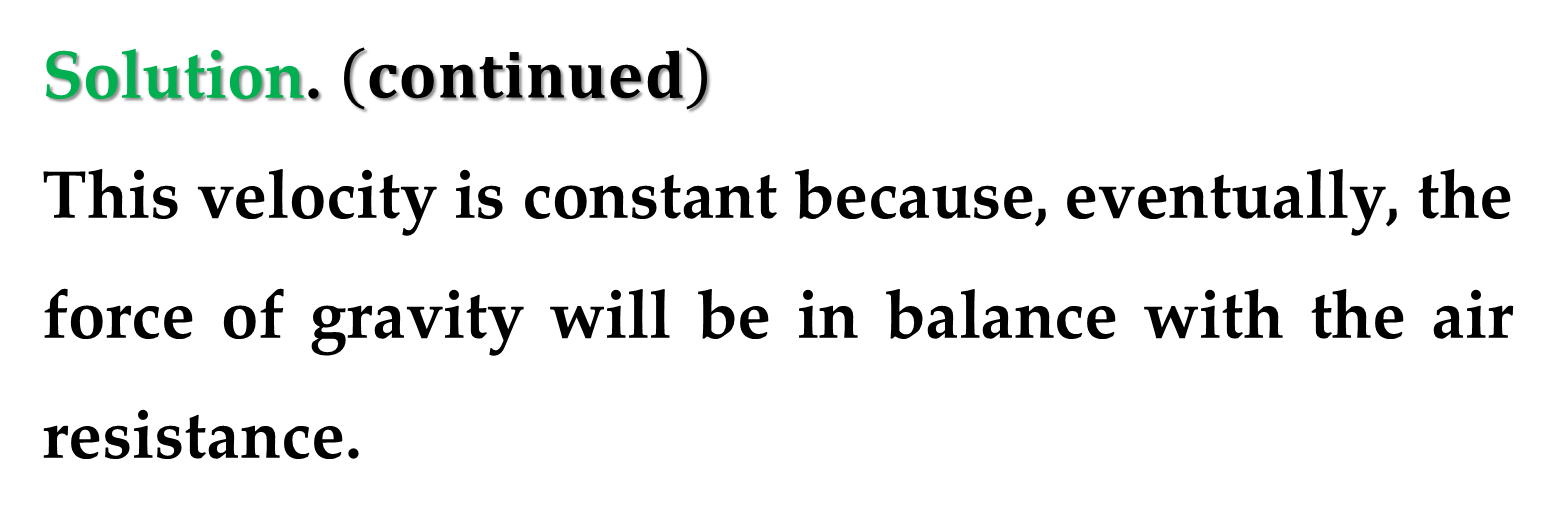 Solution. (continued)
This velocity is constant because, eventually, the
force of gravity will be in balance with the air
resistance.